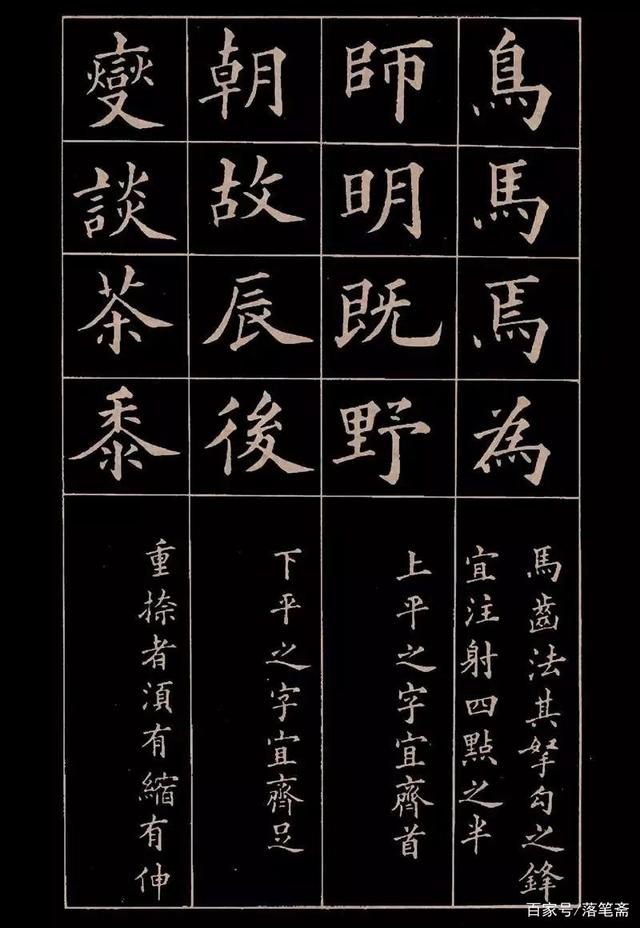 鳥馬焉為
馬齒法其拏勾之鋒
宜注射四點之半
師明既野
上平之字宜齊首
朝故辰後
下平之字宜齊足
變談茶黍
重捺者湏有縮有伸
百家号/落笔斋